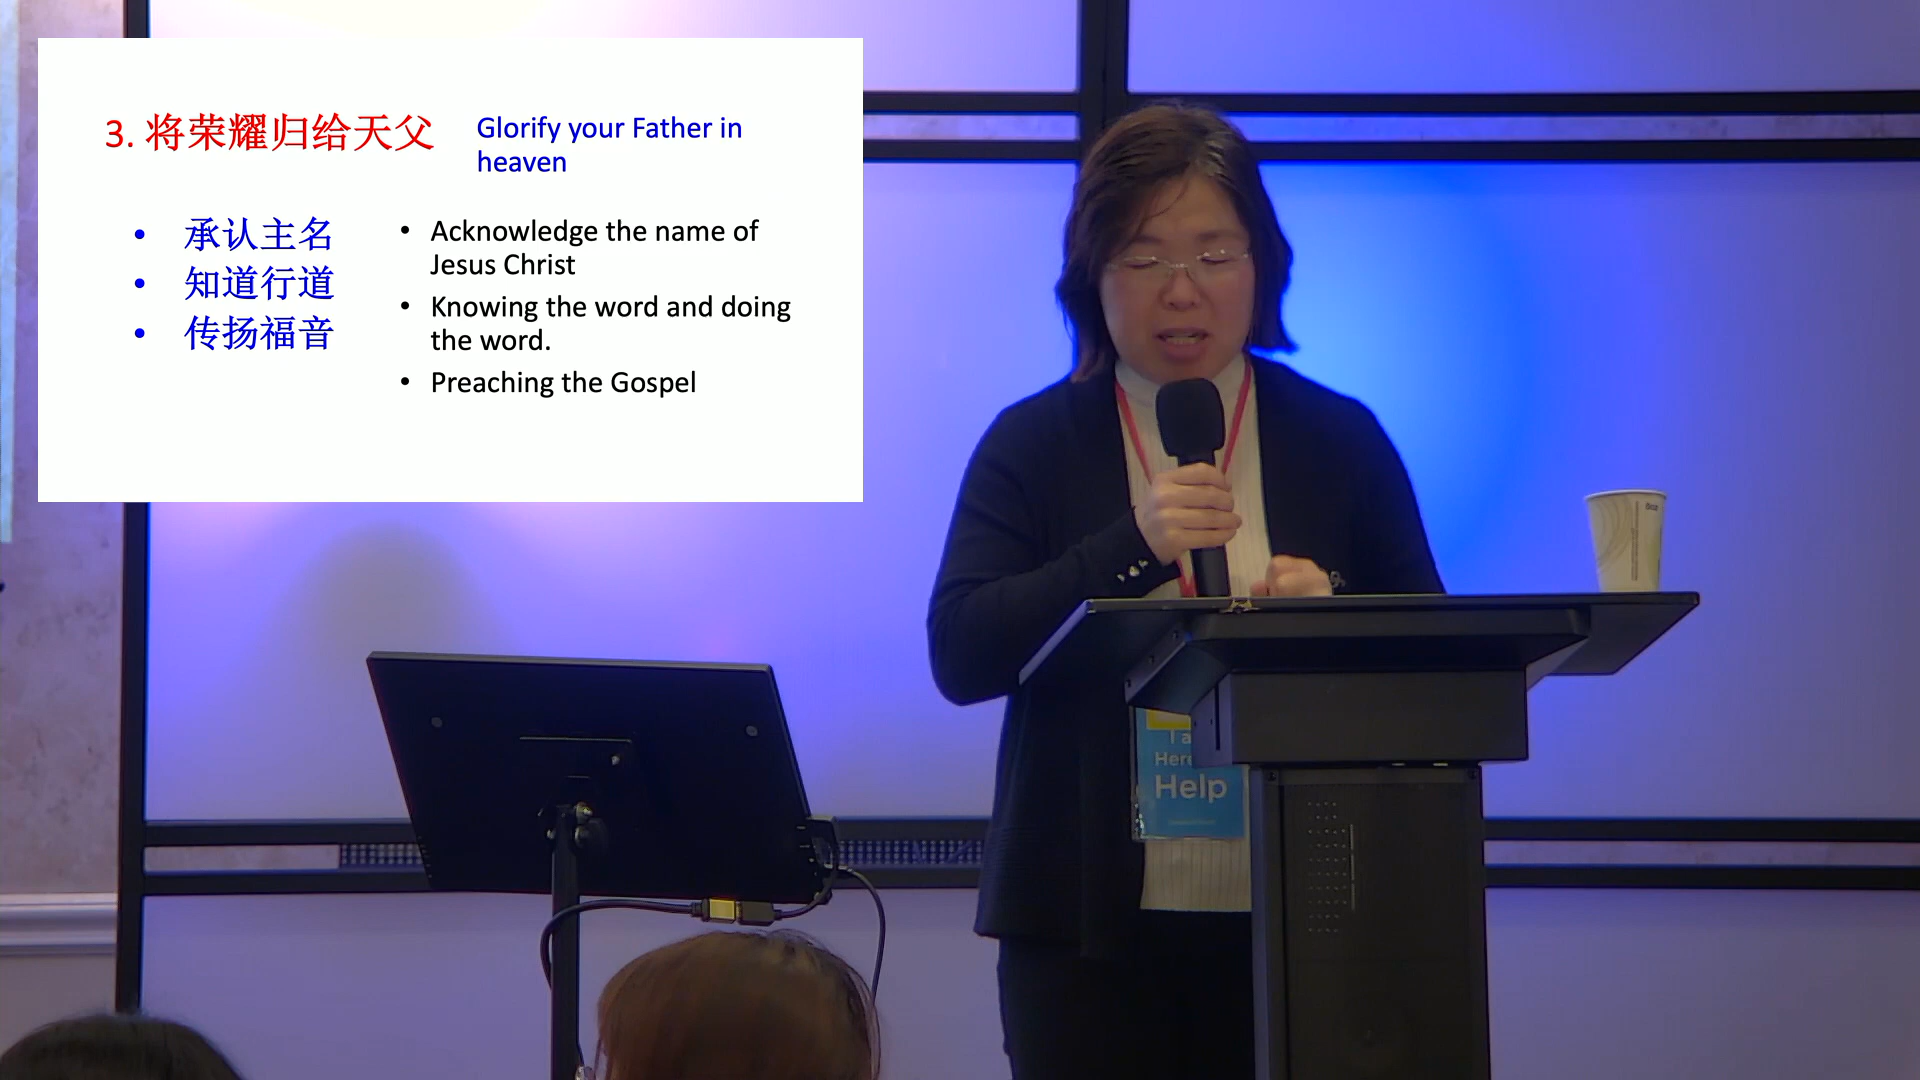 3. 将荣耀归给天父
Glorify your Father in
heaven
• 承认主名
• 知道行道
• 传扬福音
• Acknowledge the name of
Jesus Christ
• Knowing the word and doing
the word.
• Preaching the Gospel
I a
Here
Help